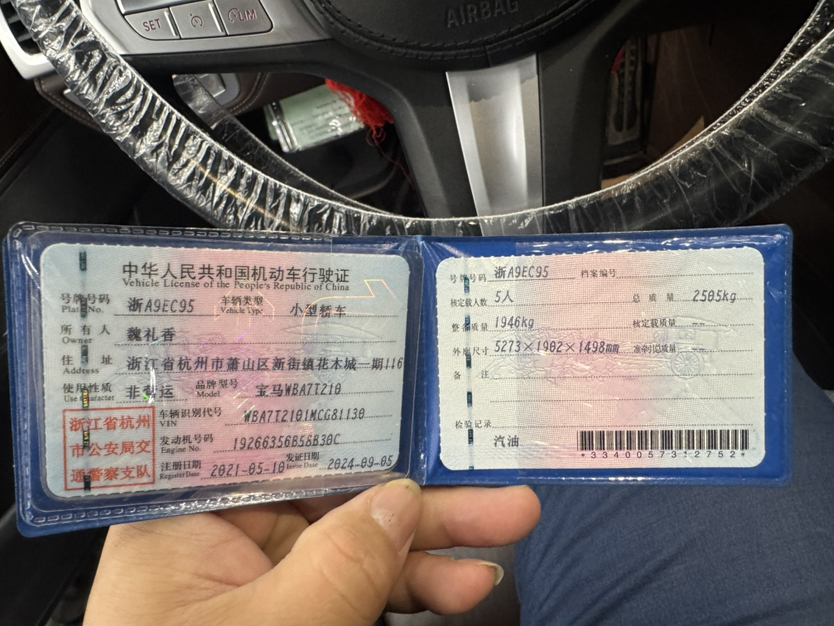 SET
LIM
AIRBAG
中华人民共和国机动车行驶证
Vehicle License of the People's Republic of China
号牌号码 浙A9EC95 车辆类型 小型轿车
Plate No. Vehicle Type
所有人 魏礼香
Owner
住址 浙江省杭州市萧山区新街镇花木城一期116
Address
使用性质 非营运 品牌型号 宝马WBA7T210
Use Character Model
浙江省杭州
市公安局交
通警察支队
车辆识别代号 WBA7T2101MCG81130
VIN
发动机号码 19266356B58B30C
Engine No.
注册日期 2021-05-10 发证日期 2024-09-05
Register Date Issue Date
号牌号码 浙A9EC95 档案编号
核定载人数 5人 总质量 2505kg
整备质量 1946kg 核定载质量 --
外廓尺寸 5273×1902×1498mm 准牵引总质量 --
备注
检验记录
汽油
*3340057312752*